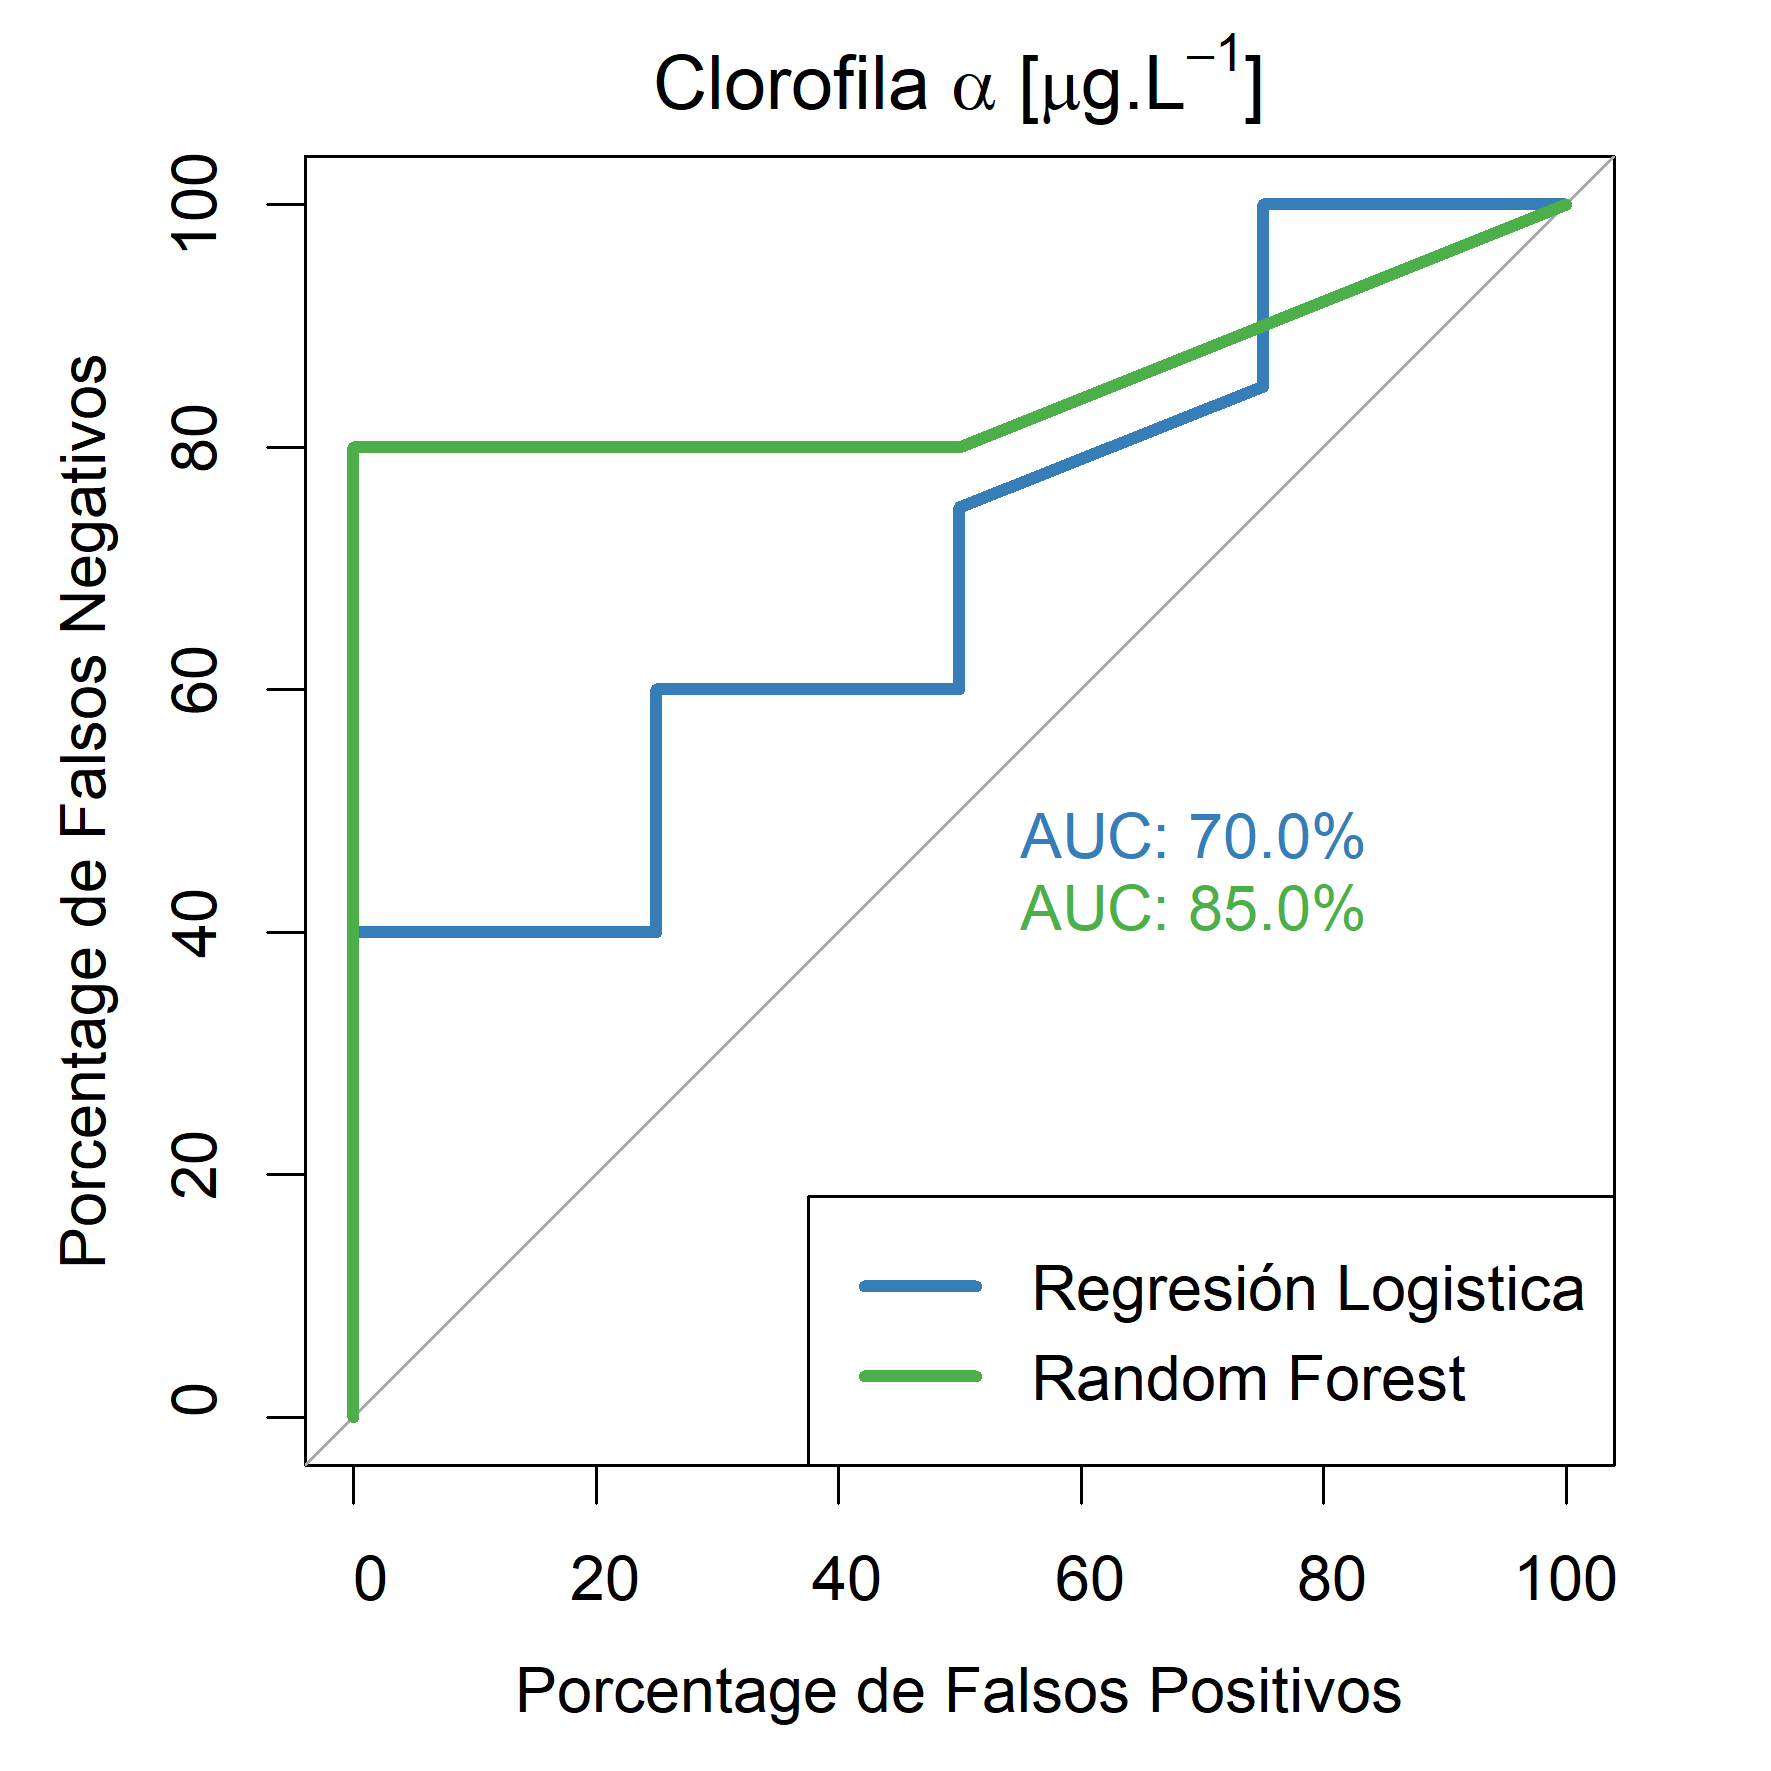 Clorofila α [μg.L⁻¹]
Porcentage de Falsos Negativos
100
80
60
40
20
0
AUC: 70.0%
AUC: 85.0%
Regresión Logistica
Random Forest
0 20 40 60 80 100
Porcentage de Falsos Positivos